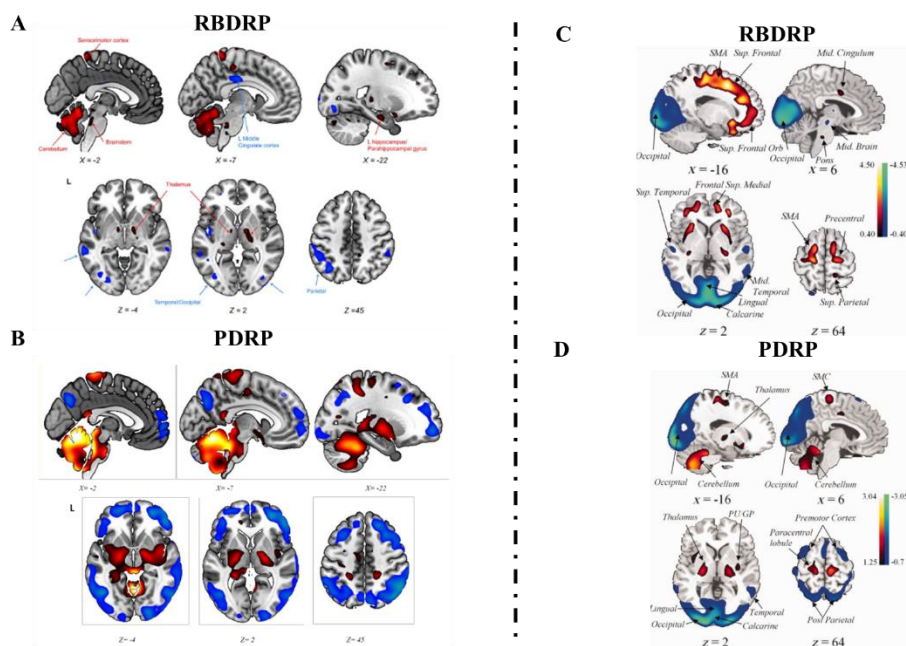 A
RBDRP
Sensorimotor cortex
Cerebellum
Brainstem
X = -2
L Middle
Cingulate cortex
X = -7
L hippocampus/
Parahippocampal gyrus
X = -22
L
Thalamus
Temporal/Occipital
Parietal
Z = -4
Z = 2
Z =45
B
PDRP
X= -2
X= -7
X= -22
L
Z= -4
Z= 2
Z= 45
C
RBDRP
SMA
Sup. Frontal
Mid. Cingulum
Occipital
Sup. Frontal Orb
Occipital
Pons
Mid. Brain
x = -16
x = 6
4.50
-4.53
0.40
-0.40
Sup. Temporal
Frontal Sup. Medial
SMA
Precentral
Mid.
Temporal
Lingual
Occipital
Calcarine
Sup. Parietal
z = 2
z = 64
D
PDRP
SMA
Thalamus
SMC
Occipital
Cerebellum
Occipital
Cerebellum
x = -16
x = 6
3.04
-3.05
1.25
-0.7
Thalamus
PU/GP
Premotor Cortex
Paracentral
lobule
Lingual
Occipital
Temporal
Calcarine
Post Parietal
z = 2
z = 64